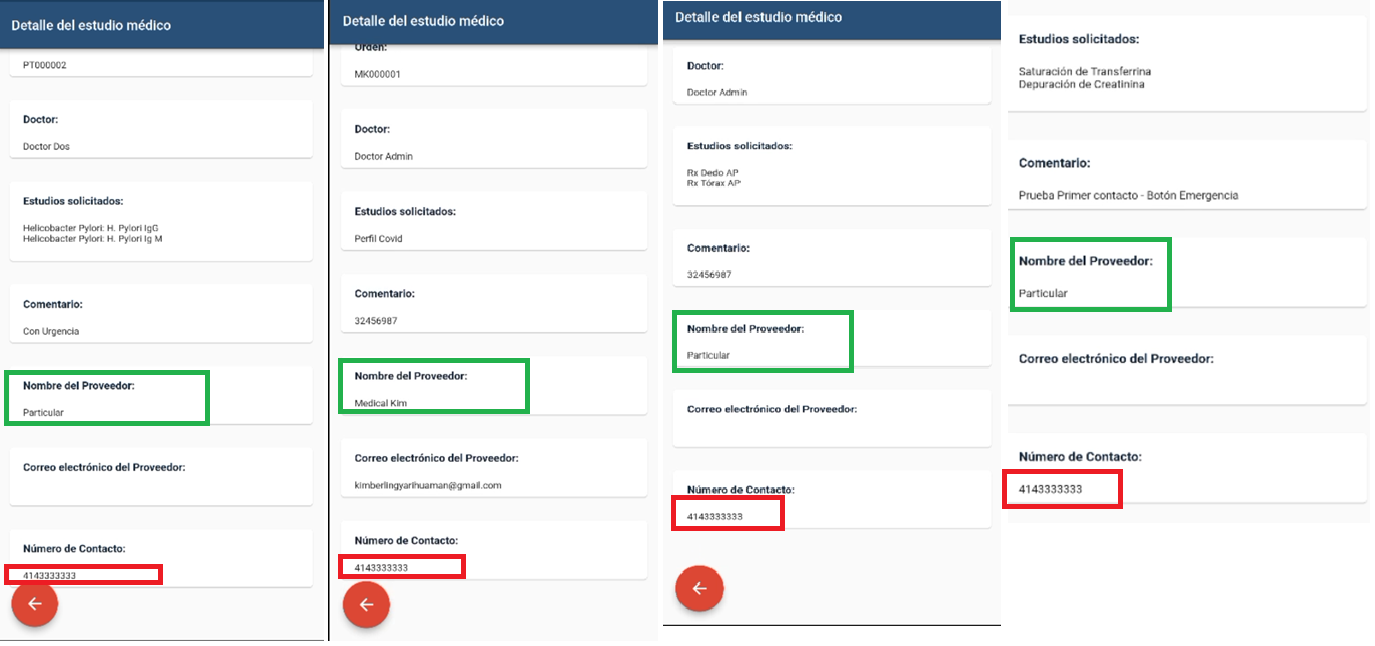 Detalle del estudio médico
PT000002
Doctor:
Doctor Dos
Estudios solicitados:
Helicobacter Pylori: H. Pylori IgG
Helicobacter Pylori: H. Pylori Ig M
Comentario:
Con Urgencia
Nombre del Proveedor:
Particular
Correo electrónico del Proveedor:
Número de Contacto:
4143333333
Detalle del estudio médico
Orden:
MK000001
Doctor:
Doctor Admin
Estudios solicitados:
Perfil Covid
Comentario:
32456987
Nombre del Proveedor:
Medical Kim
Correo electrónico del Proveedor:
kimberlingyarihuaman@gmail.com
Número de Contacto:
4143333333
Detalle del estudio médico
Doctor:
Doctor Admin
Estudios solicitados:
Rx Dedo AP
Rx Tórax AP
Comentario:
32456987
Nombre del Proveedor:
Particular
Correo electrónico del Proveedor:
Número de Contacto:
4143333333
Estudios solicitados:
Saturación de Transferrina
Depuración de Creatinina
Comentario:
Prueba Primer contacto - Botón Emergencia
Nombre del Proveedor:
Particular
Correo electrónico del Proveedor:
Número de Contacto:
4143333333